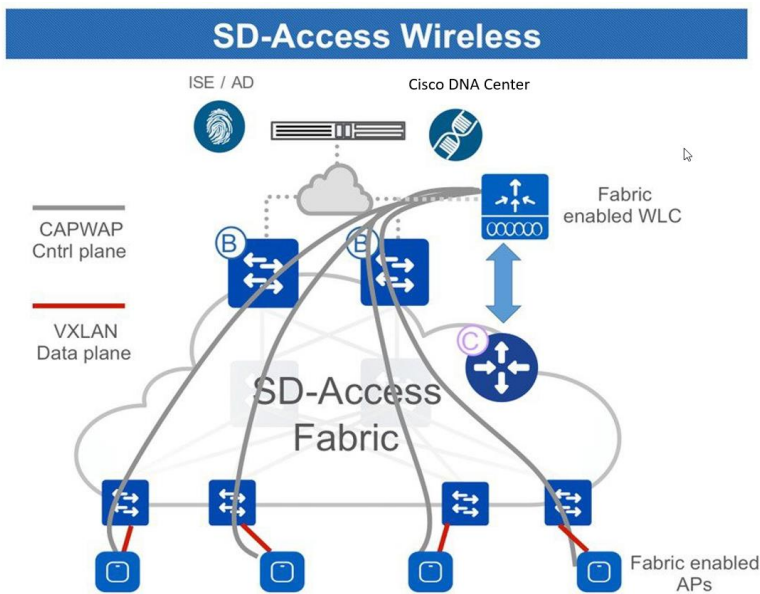 SD-Access Wireless
ISE / AD
Cisco DNA Center
Fabric
enabled WLC
CAPWAP
Cntrl plane
B
B
VXLAN
Data plane
C
SD-Access
Fabric
Fabric enabled
APs